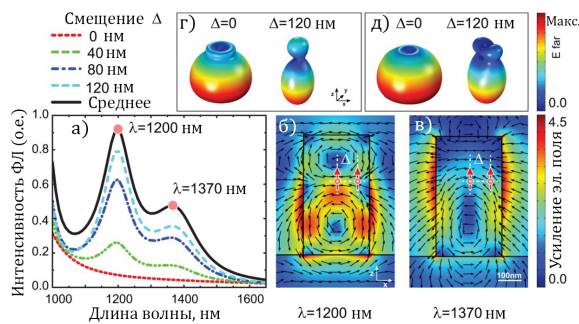 Смещение Δ
0 нм
40 нм
80 нм
120 нм
Среднее
г) Δ=0 Δ=120 нм
z y x
д) Δ=0 Δ=120 нм
Макс.
E far
0.0
а)
λ=1200 нм
λ=1370 нм
Интенсивность ФЛ (о.е.)
1.0
0.8
0.6
0.4
0.2
0.0
1000 1200 1400 1600
Длина волны, нм
б)
Δ
z
x
λ=1200 нм
в)
Δ
100nm
λ=1370 нм
4.5
Усиление эл. поля
0.0